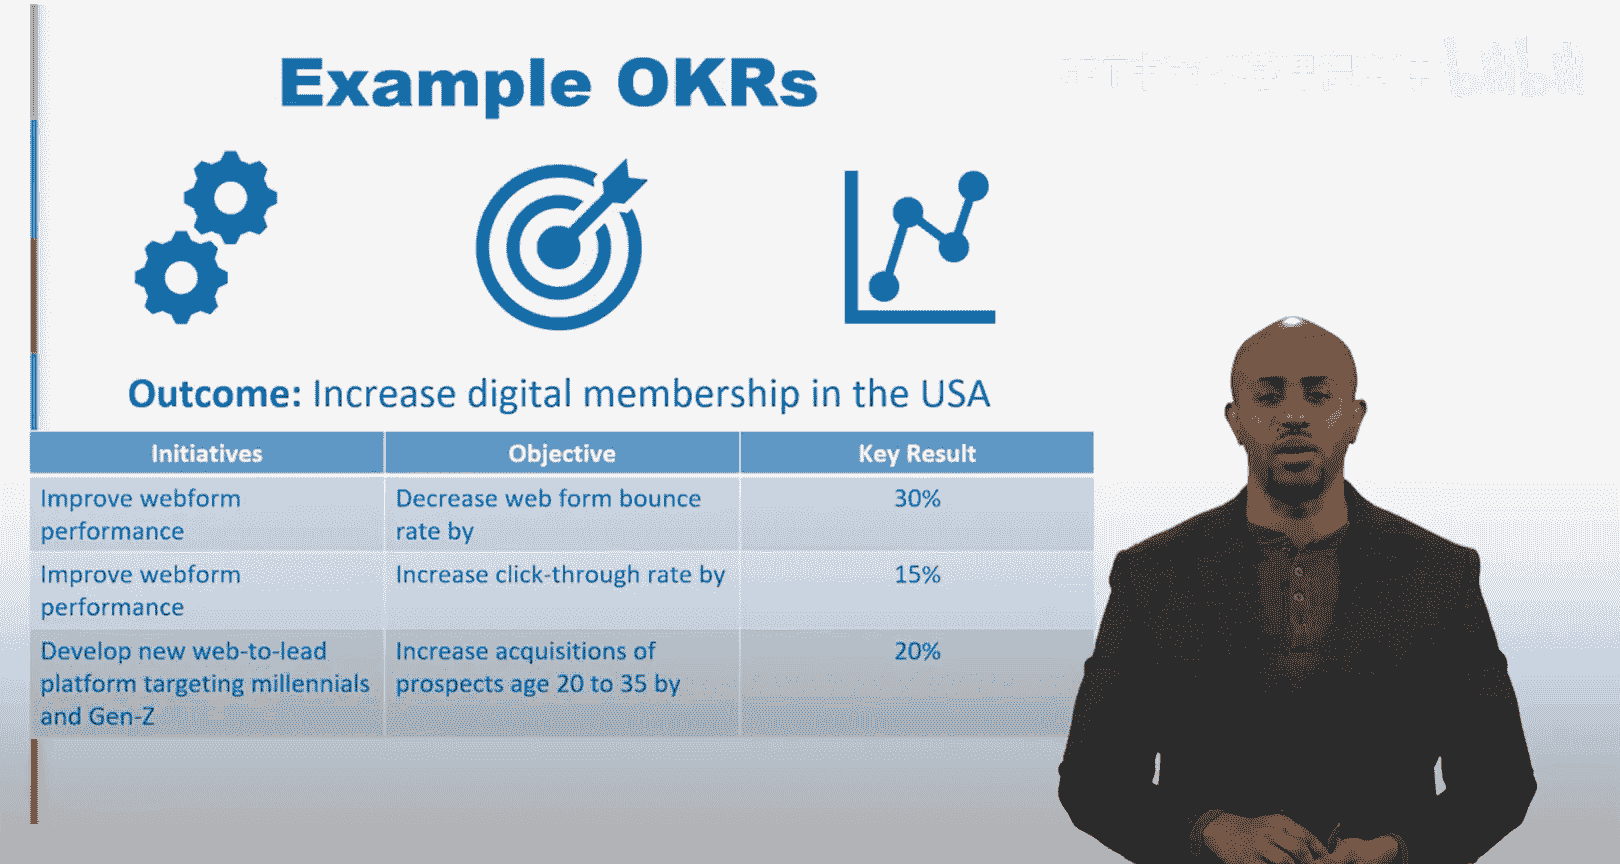 Example OKRs
Outcome: Increase digital membership in the USA
Initiatives
Objective
Key Result
Improve webform
performance
Decrease web form bounce
rate by
30%
Improve webform
performance
Increase click-through rate by
15%
Develop new web-to-lead
platform targeting millennials
and Gen-Z
Increase acquisitions of
prospects age 20 to 35 by
20%